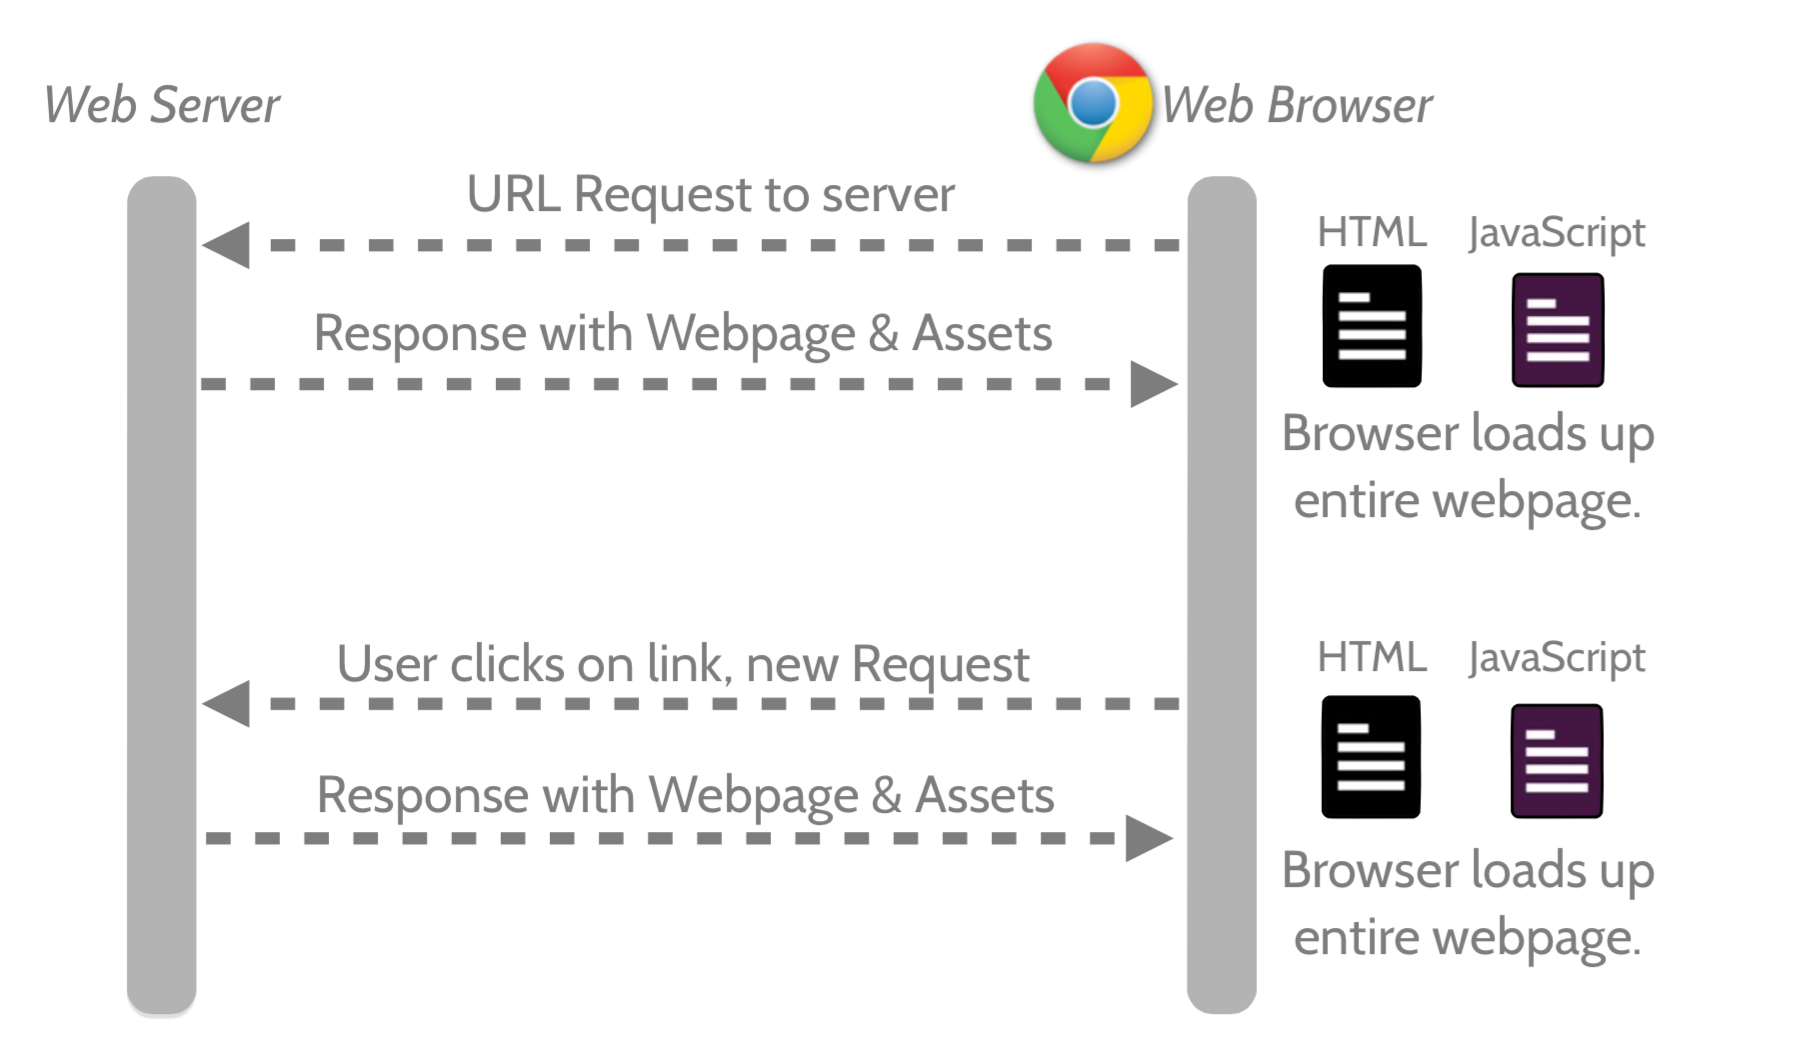 Web Server
Web Browser
URL Request to server
HTML
JavaScript
Response with Webpage & Assets
Browser loads up
entire webpage.
User clicks on link, new Request
HTML
JavaScript
Response with Webpage & Assets
Browser loads up
entire webpage.